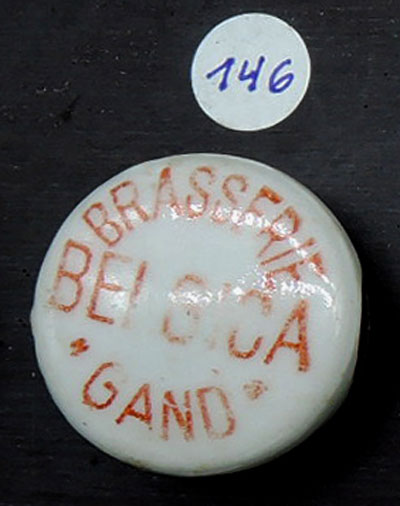 146
BRASSERIE
BELGICA
* GAND *